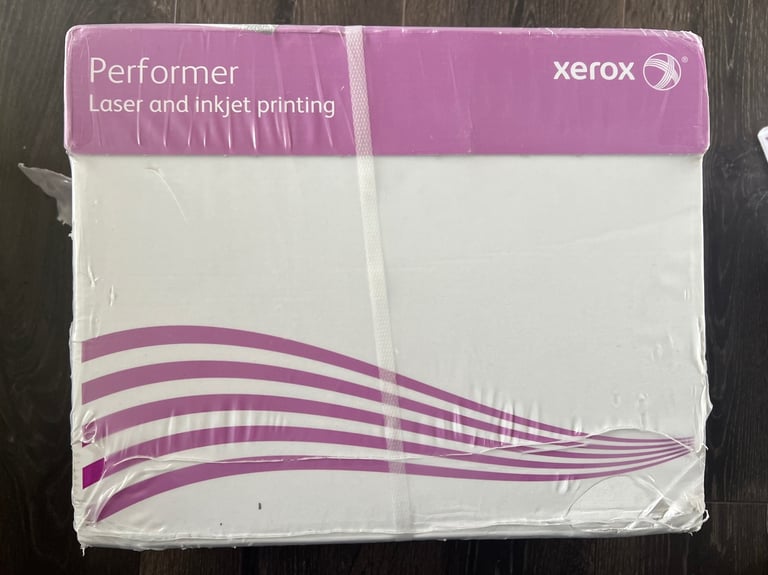 Performer
Laser and inkjet printing
xerox ®